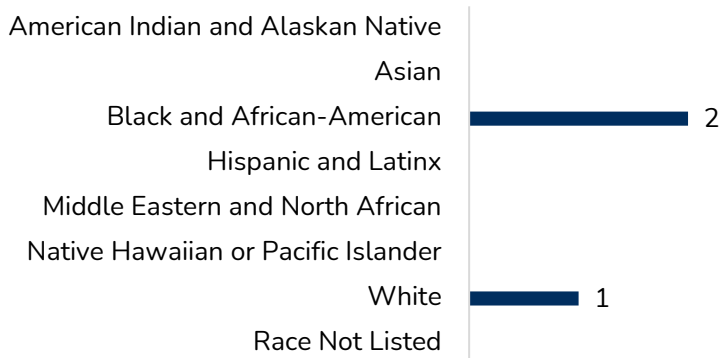 American Indian and Alaskan Native
Asian
Black and African-American 2
Hispanic and Latinx
Middle Eastern and North African
Native Hawaiian or Pacific Islander
White 1
Race Not Listed